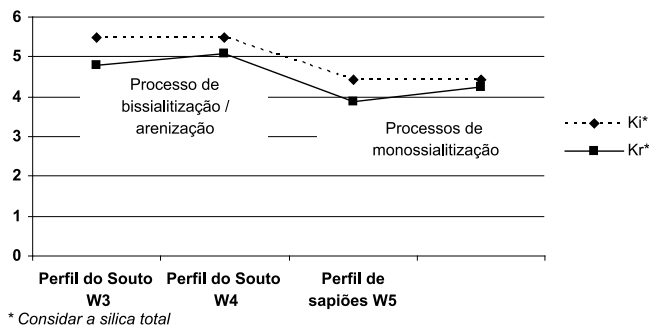 6
5
4
3
2
1
0
Processo de
bissialitização /
arenização
Processos de
monossialitização
Ki*
Kr*
Perfil do Souto
W3
Perfil do Souto
W4
Perfil de
sapiões W5
* Considar a silica total